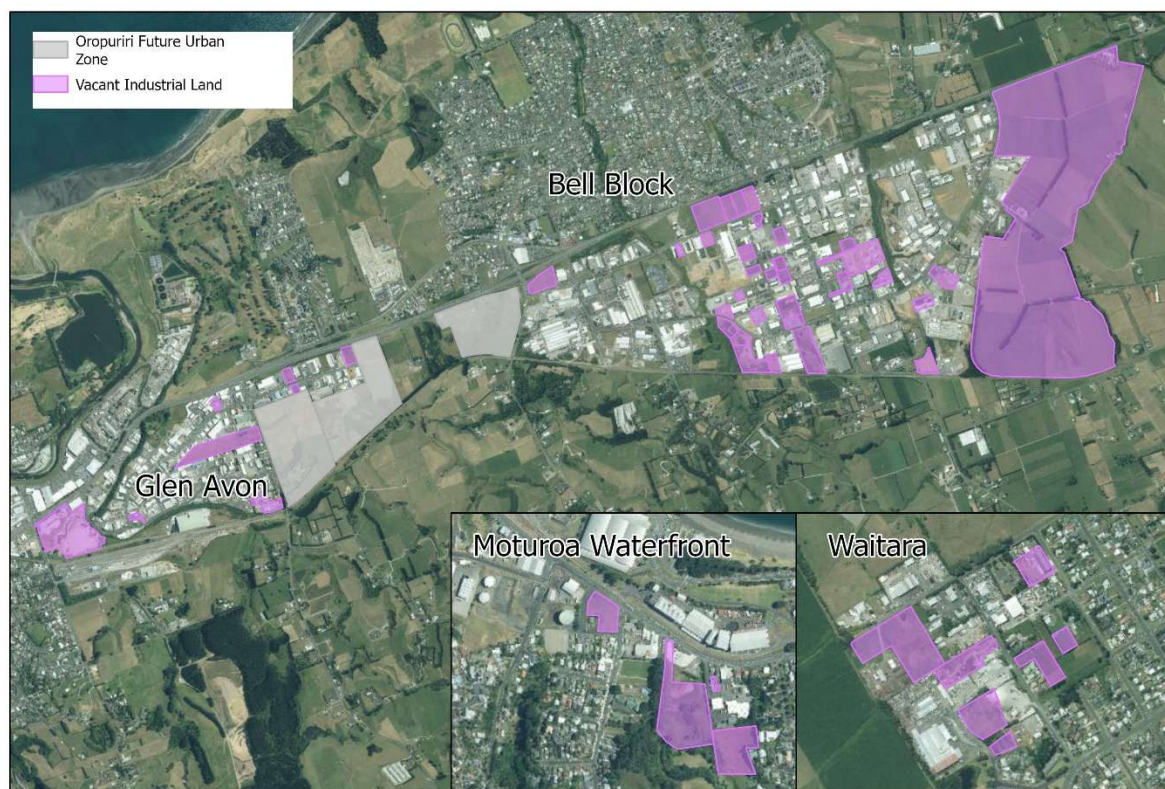 Oropuriri Future Urban
Zone
Vacant Industrial Land
Bell Block
Glen Avon
Moturoa Waterfront
Waitara